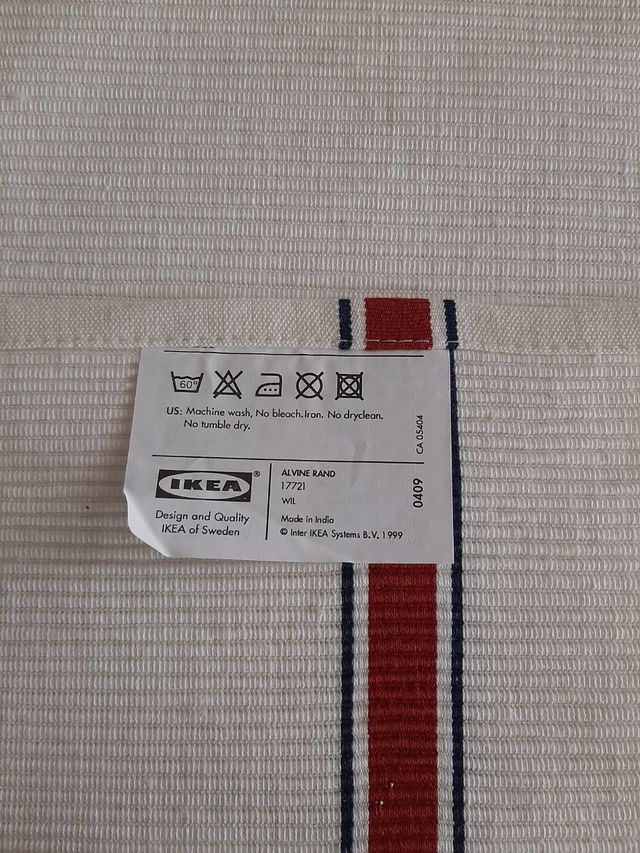 60°
US: Machine wash, No bleach.Iron. No dryclean.
No tumble dry.
CA 05404
IKEA®
Design and Quality
IKEA of Sweden
ALVINE RAND
17721
WIL
Made in India
© Inter IKEA Systems B.V. 1999
0409